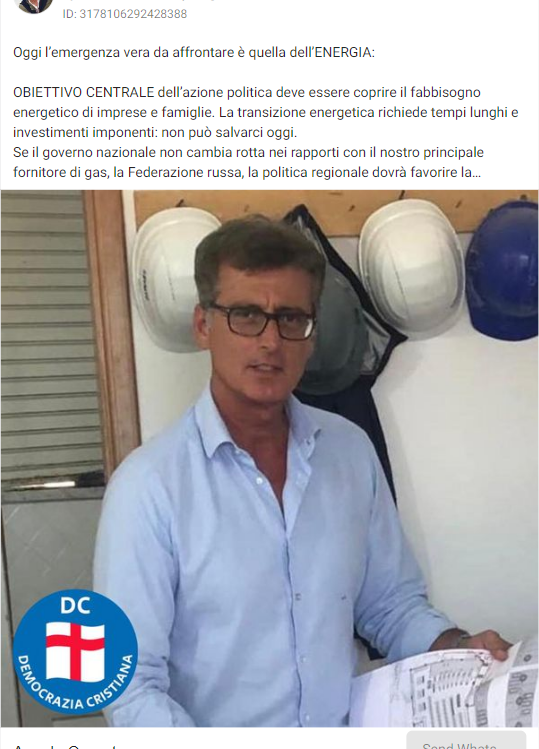 ID: 3178106292428388
Oggi l’emergenza vera da affrontare è quella dell’ENERGIA:
OBIETTIVO CENTRALE dell’azione politica deve essere coprire il fabbisogno
energetico di imprese e famiglie. La transizione energetica richiede tempi lunghi e
investimenti imponenti: non può salvarci oggi.
Se il governo nazionale non cambia rotta nei rapporti con il nostro principale
fornitore di gas, la Federazione russa, la politica regionale dovrà favorire la...
DC
DEMOCRAZIA CRISTIANA
Send Whats